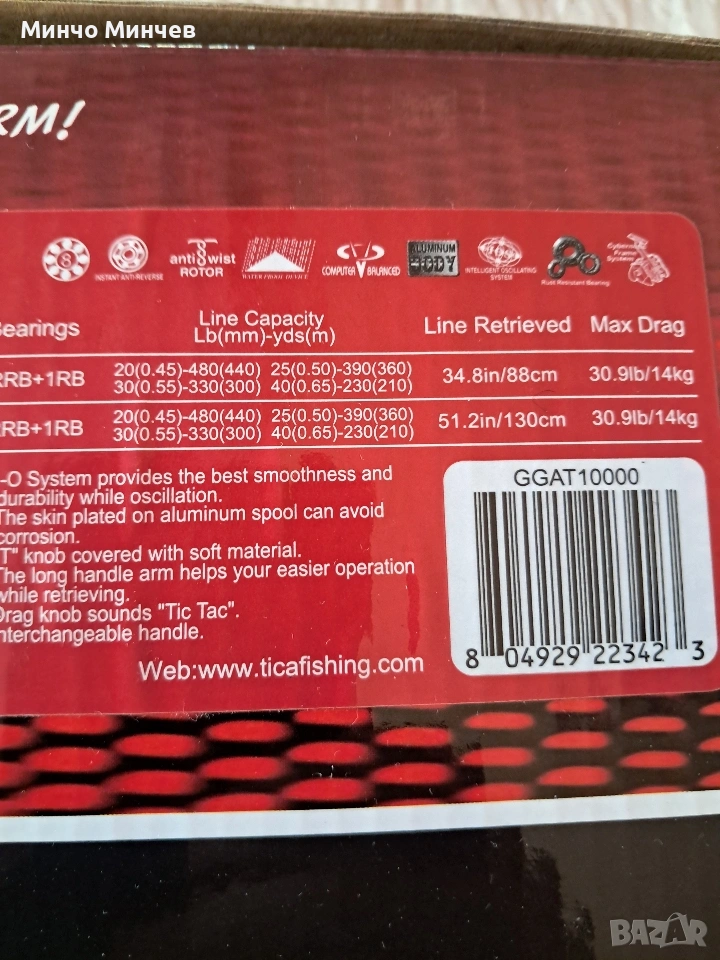 Минчо Минчев
RM!
8
INSTANT ANTI-REVERSE
anti wist
ROTOR
WATER PROOF DEVICE
COMPUTER BALANCED
ALUMINUM
BODY
INTELLIGENT OSCILLATING
SYSTEM
Rust Resistant Bearing
Frame
System
Bearings
Line Capacity
Lb(mm)-yds(m)
Line Retrieved
Max Drag
RRB+1RB
20(0.45)-480(440) 25(0.50)-390(360)
30(0.55)-330(300) 40(0.65)-230(210)
34.8in/88cm
30.9lb/14kg
RRB+1RB
20(0.45)-480(440) 25(0.50)-390(360)
30(0.55)-330(300) 40(0.65)-230(210)
51.2in/130cm
30.9lb/14kg
-O System provides the best smoothness and
durability while oscillation.
The skin plated on aluminum spool can avoid
corrosion.
"T" knob covered with soft material.
The long handle arm helps your easier operation
while retrieving.
Drag knob sounds "Tic Tac".
Interchangeable handle.
Web:www.ticafishing.com
GGAT10000
8 04929 22342 3
BAZAR